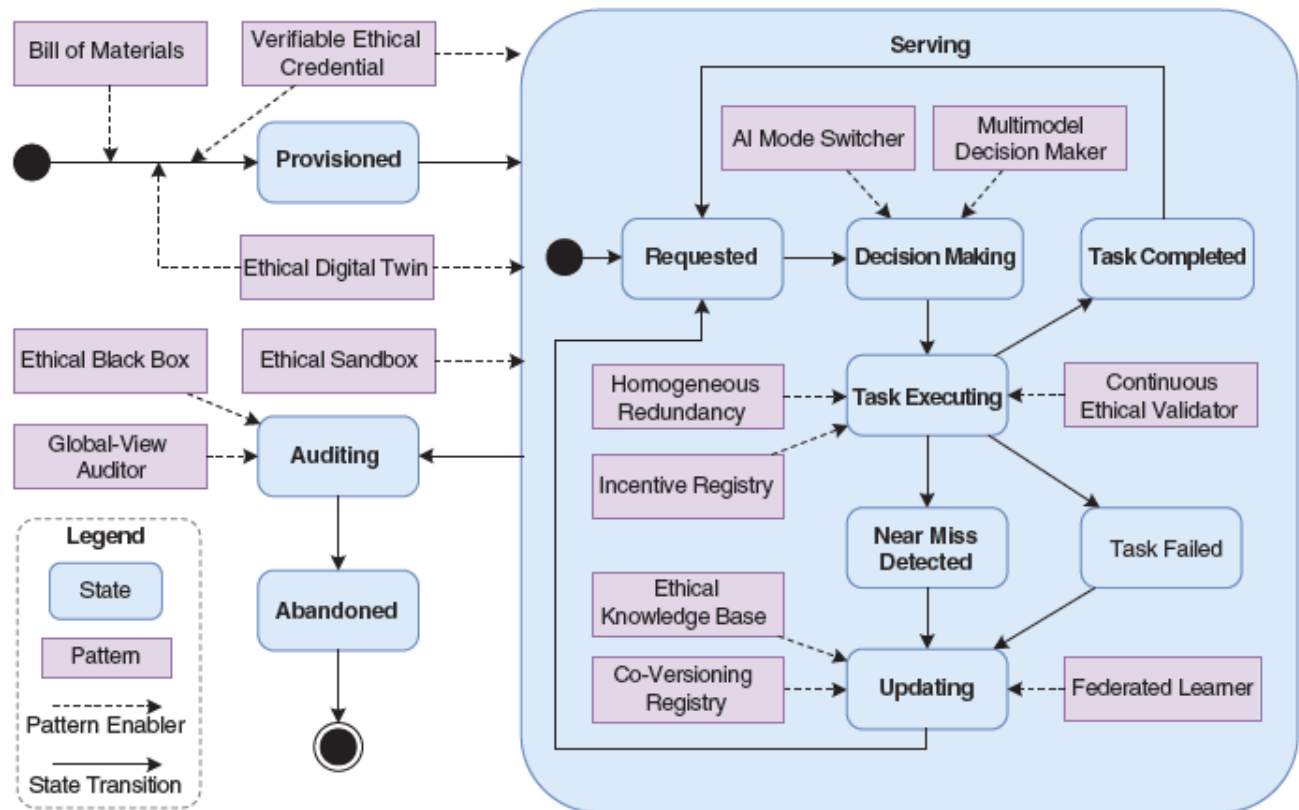 Bill of Materials
Verifiable Ethical
Credential
Serving
AI Mode Switcher
Multimodel
Decision Maker
Provisioned
Ethical Digital Twin
Requested
Decision Making
Task Completed
Ethical Black Box
Ethical Sandbox
Homogeneous
Redundancy
Task Executing
Continuous
Ethical Validator
Global-View
Auditor
Auditing
Incentive Registry
Near Miss
Detected
Task Failed
Legend
State
Pattern
Pattern Enabler
State Transition
Abandoned
Ethical
Knowledge Base
Co-Versioning
Registry
Updating
Federated Learner